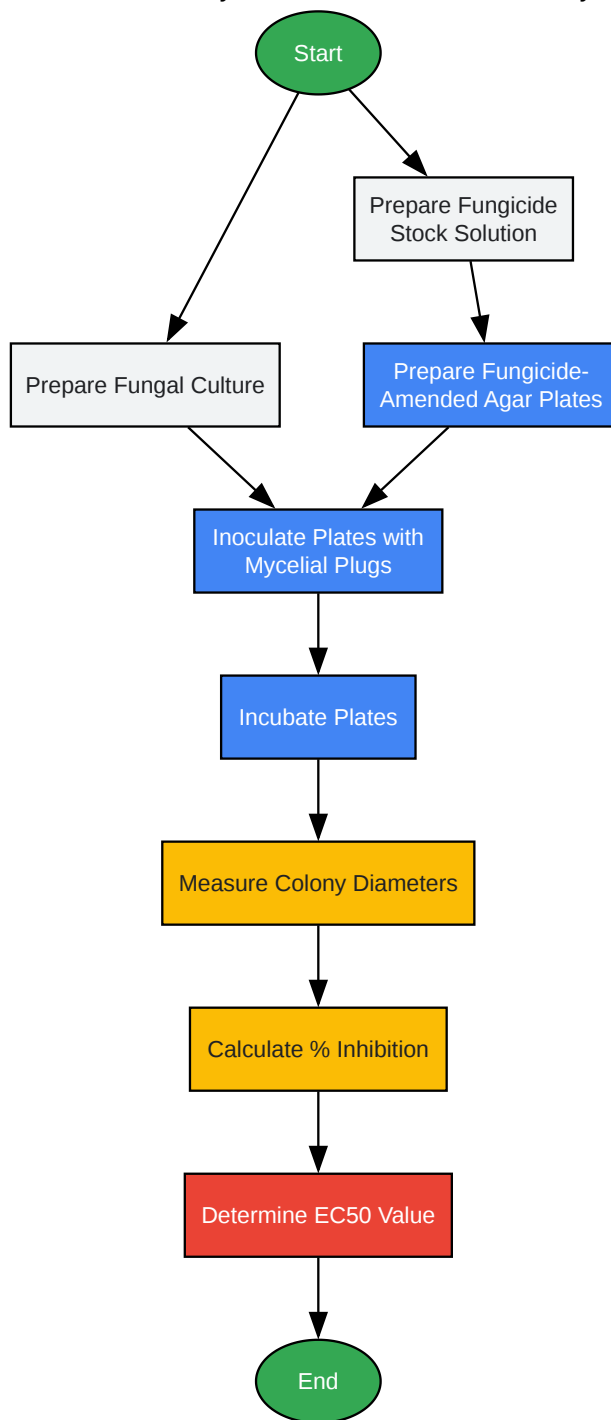 Start
Prepare Fungicide
Stock Solution
Prepare Fungal Culture
Prepare Fungicide-
Amended Agar Plates
Inoculate Plates with
Mycelial Plugs
Incubate Plates
Measure Colony Diameters
Calculate % Inhibition
Determine EC50 Value
End